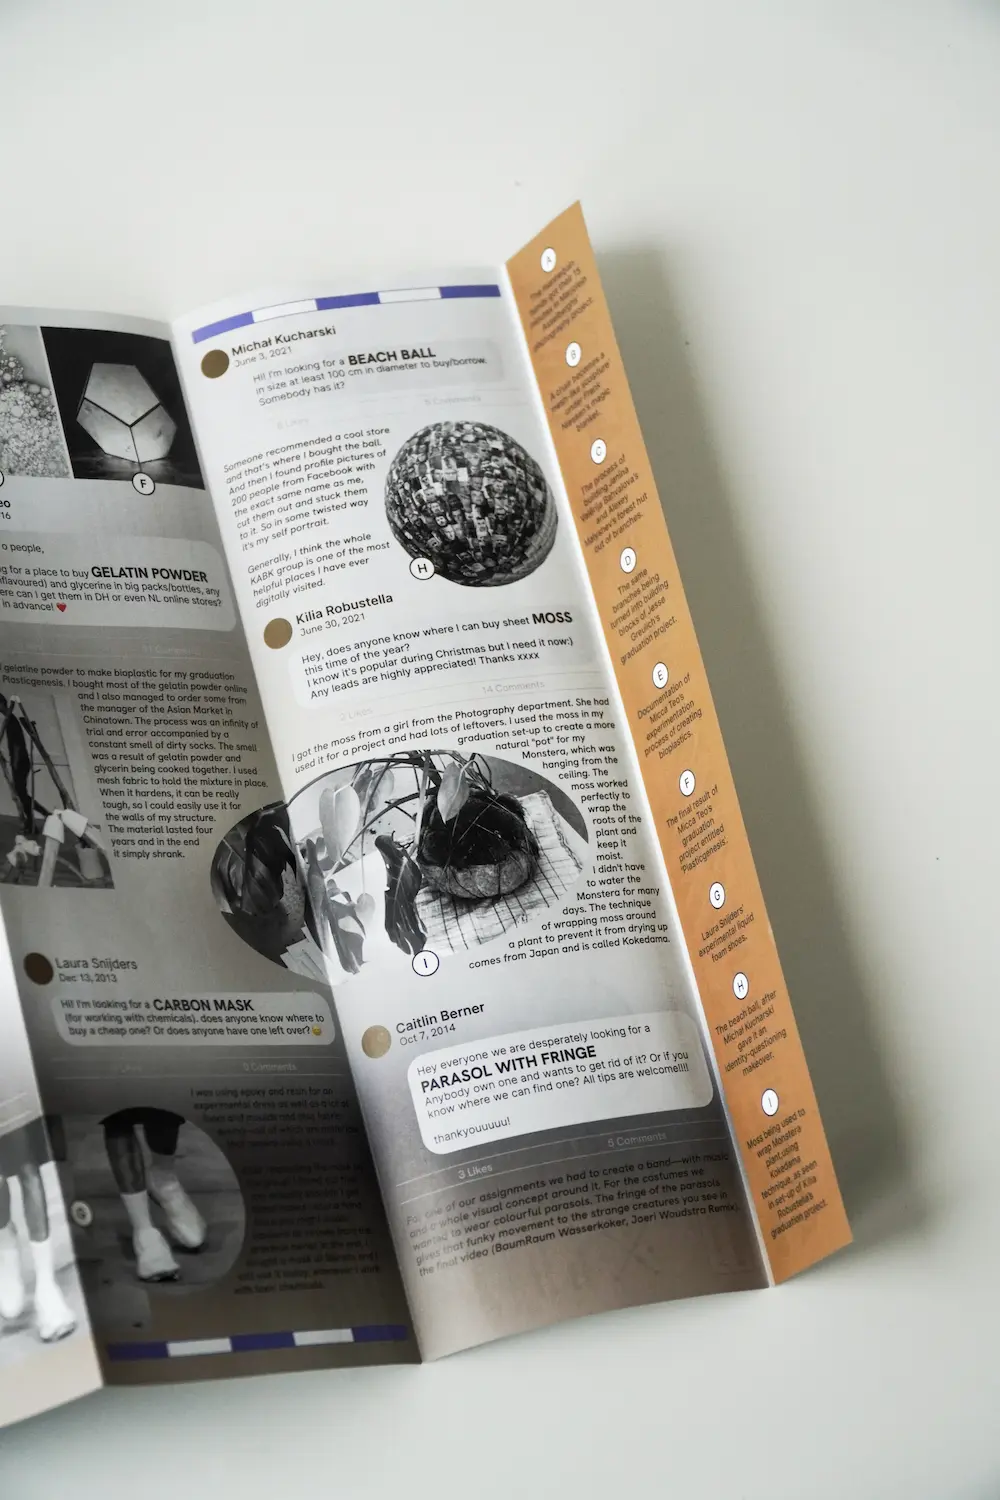 F
eo
16
o people,
g for a place to buy GELATIN POWDER
flavoured) and glycerine in big packs/bottles, any
ere can I get them in DH or even NL online stores?
in advance! ❤️
Comments
gelatine powder to make bioplastic for my graduation
Plasticgenesis. I bought most of the gelatin powder online
and I also managed to order some from
the manager of the Asian Market in
Chinatown. The process was an infinity of
trial and error accompanied by a
constant smell of dirty socks. The smell
was a result of gelatin powder and
glycerin being cooked together. I used
mesh fabric to hold the mixture in place.
When it hardens, it can be really
tough, so I could easily use it for
the walls of my structure.
The material lasted four
years and in the end
it simply shrank.
Laura Snijders
Dec 13, 2013
Hi! I'm looking for a CARBON MASK
(for working with chemicals). does anyone know where to
buy a cheap one? Or does anyone have one left over? 😄
0 Comments
I was using epoxy and resin for an
experimental dress as well as a lot of
G
Michał Kucharski
June 3, 2021
Hi! I'm looking for a BEACH BALL
in size at least 100 cm in diameter to buy/borrow.
Somebody has it?
Likes
5 Comments
Someone recommended a cool store
and that's where I bought the ball.
And then I found profile pictures of
200 people from Facebook with
the exact same name as me,
cut them out and stuck them
to it. So in some twisted way
it's my self portrait.
Generally, I think the whole
KABK group is one of the most
helpful places I have ever
digitally visited.
H
Kilia Robustella
June 30, 2021
Hey, does anyone know where I can buy sheet MOSS
this time of the year?
I know it's popular during Christmas but I need it now:)
Any leads are highly appreciated! Thanks xxxx
Likes
14 Comments
I got the moss from a girl from the Photography department. She had
used it for a project and had lots of leftovers. I used the moss in my
graduation set-up to create a more
natural "pot" for my
Monstera, which was
hanging from the
ceiling. The
moss worked
perfectly to
wrap the
roots of the
plant and
keep it
moist.
I didn't have
to water the
Monstera for many
days. The technique
of wrapping moss around
a plant to prevent it from drying up
comes from Japan and is called Kokedama.
I
Caitlin Berner
Oct 7, 2014
Hey everyone we are desperately looking for a
PARASOL WITH FRINGE
Anybody own one and wants to get rid of it? Or if you
know where we can find one? All tips are welcome!!!!
thankyouuuuu!
3 Likes
5 Comments
For one of our assignments we had to create a band—with music
and a whole visual concept around it. For the costumes we
wanted to wear colourful parasols. The fringe of the parasols
gives that funky movement to the strange creatures you see in
the final video (BaumRaum Wasserkoker, Joeri Woudstra Remix).
A
The mannequin
photography project.
B
A chair becomes a
mesh-like sculpture
under Frank
magic
blanket.
C
The process of
building Janina
and Alexey
forest hut
out of branches.
D
The same
branches being
turned into building
blocks of Jesse
Greulich's
graduation project.
E
Documentation of
Micca Teo's
experimentation
process of creating
bioplastics.
F
The final result of
Micca Teo's
graduation
project entitled
'Plasticgenesis'.
G
Laura Snijders'
experimental liquid
foam shoes.
H
The beach ball, after
Michał Kucharski
gave it an
identity-questioning
makeover.
I
Moss being used to
wrap Monstera
plant, using
Kokedama
technique, as seen
in set-up of Kilia
Robustella's
graduation project.